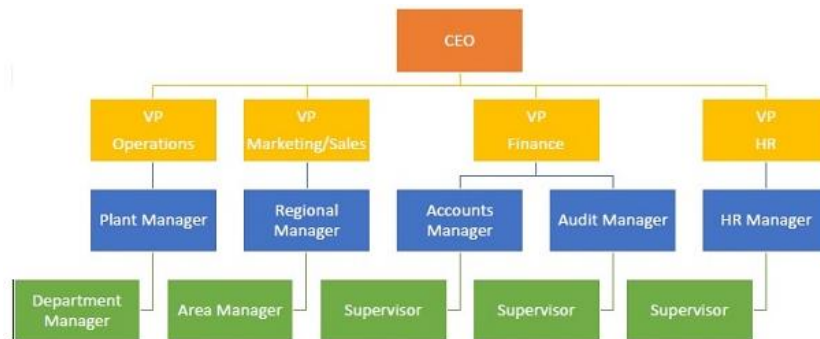 CEO
VP
Operations
VP
Marketing/Sales
VP
Finance
VP
HR
Plant Manager
Regional
Manager
Accounts
Manager
Audit Manager
HR Manager
Department
Manager
Area Manager
Supervisor
Supervisor
Supervisor